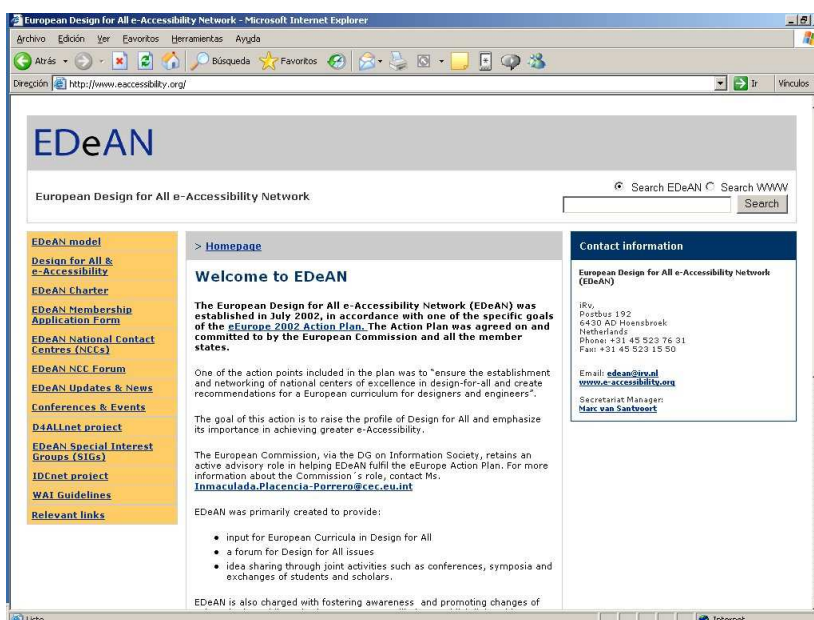 European Design for All e-Accessibility Network - Microsoft Internet Explorer
Archivo Edición Ver Favoritos Herramientas Ayuda
Atrás Búsqueda Favoritos
Dirección http://www.eaccessibility.org/ Ir Vínculos
EDeAN
European Design for All e-Accessibility Network
Search EDeAN Search WWW
Search
EDeAN model
Design for All &
e-Accessibility
EDeAN Charter
EDeAN Membership
Application Form
EDeAN National Contact
Centres (NCCs)
EDeAN NCC Forum
EDeAN Updates & News
Conferences & Events
D4ALLnet project
EDeAN Special Interest
Groups (SIGs)
IDCnet project
WAI Guidelines
Relevant links
> Homepage
Welcome to EDeAN
The European Design for All e-Accessibility Network (EDeAN) was
established in July 2002, in accordance with one of the specific goals
of the eEurope 2002 Action Plan. The Action Plan was agreed on and
committed to by the European Commission and all the member
states.
One of the action points included in the plan was to “ensure the establishment
and networking of national centers of excellence in design-for-all and create
recommendations for a European curriculum for designers and engineers”.
The goal of this action is to raise the profile of Design for All and emphasize
its importance in achieving greater e-Accessibility.
The European Commission, via the DG on Information Society, retains an
active advisory role in helping EDeAN fulfil the eEurope Action Plan. For more
information about the Commission´s role, contact Ms.
Inmaculada.Placencia-Porrero@cec.eu.int
EDeAN was primarily created to provide:
• input for European Curricula in Design for All
• a forum for Design for All issues
• idea sharing through joint activities such as conferences, symposia and
exchanges of students and scholars.
EDeAN is also charged with fostering awareness and promoting changes of
Contact information
European Design for All e-Accessibility Network
(EDeAN)
iRv,
Postbus 192
6430 AD Hoensbroek
Netherlands
Phone: +31 45 523 76 31
Fax: +31 45 523 15 50
Email: edean@irv.nl
www.e-accessibility.org
Secretariat Manager:
Marc van Santvoort
Listo Internet